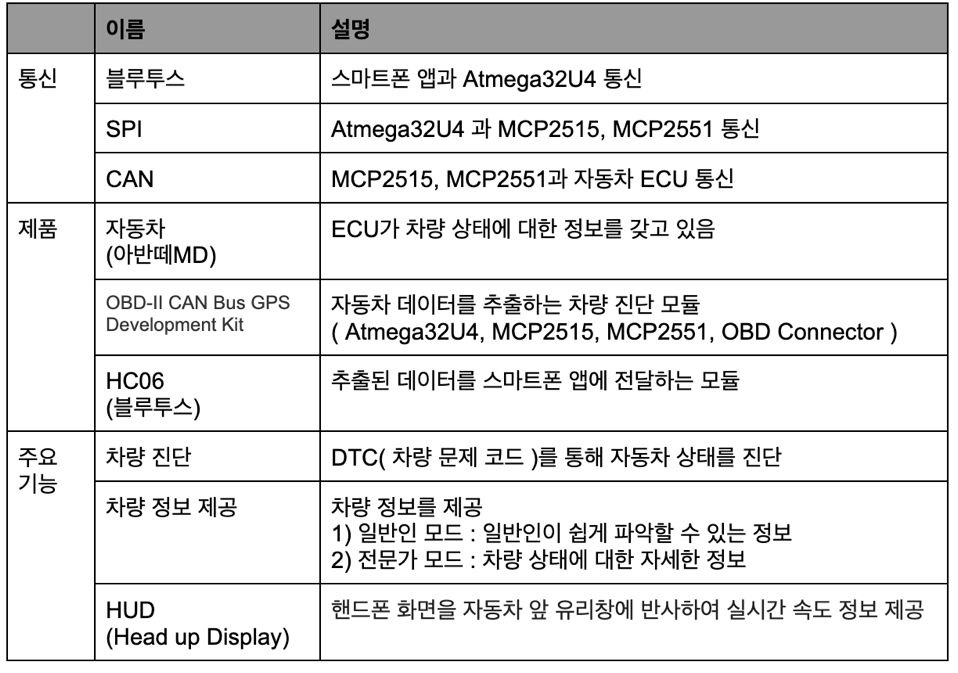 이름 설명
통신 블루투스 스마트폰 앱과 Atmega32U4 통신
SPI Atmega32U4 과 MCP2515, MCP2551 통신
CAN MCP2515, MCP2551과 자동차 ECU 통신
제품 자동차 ECU가 차량 상태에 대한 정보를 갖고 있음
(아반떼MD)
OBD-II CAN Bus GPS 자동차 데이터를 추출하는 차량 진단 모듈
Development Kit ( Atmega32U4, MCP2515, MCP2551, OBD Connector )
HC06 추출된 데이터를 스마트폰 앱에 전달하는 모듈
(블루투스)
주요 차량 진단 DTC( 차량 문제 코드 )를 통해 자동차 상태를 진단
기능
차량 정보 제공 차량 정보를 제공
1) 일반인 모드 : 일반인이 쉽게 파악할 수 있는 정보
2) 전문가 모드 : 차량 상태에 대한 자세한 정보
HUD 핸드폰 화면을 자동차 앞 유리창에 반사하여 실시간 속도 정보 제공
(Head up Display)